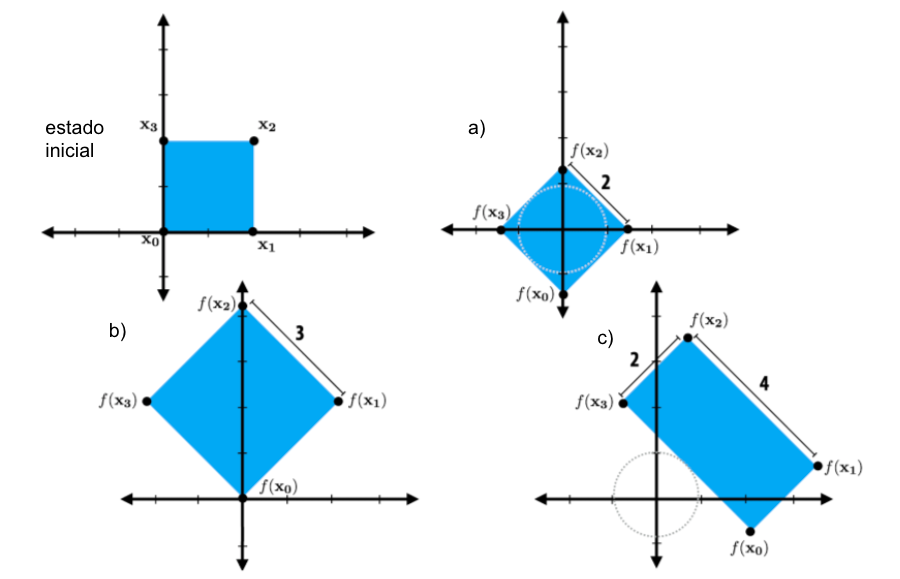 estado
inicial
x₃
x₂
x₀
x₁
a)
f(x₂)
2
f(x₃)
f(x₁)
f(x₀)
b)
f(x₂)
3
f(x₃)
f(x₁)
f(x₀)
c)
f(x₂)
2
4
f(x₃)
f(x₁)
f(x₀)